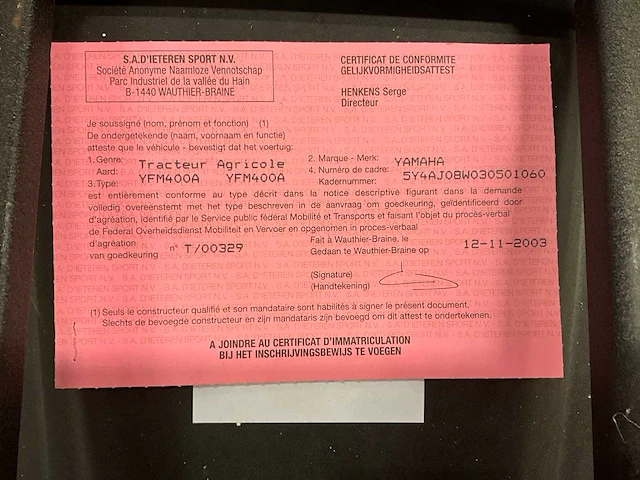 S.A.D'IETEREN SPORT N.V.
Société Anonyme Naamloze Vennotschap
Parc Industriel de la vallée du Hain
B-1440 WAUTHIER-BRAINE
CERTIFICAT DE CONFORMITE
GELIJKVORMIGHEIDSATTEST
HENKENS Serge
Directeur
Je soussigné (nom, prénom et fonction) (1)
De ondergetekende (naam, voornaam en functie)
atteste que le véhicule - bevestigt dat het voertuig:
1. Genre: Tracteur Agricole 2. Marque - Merk: YAMAHA
Aard: 4. Numéro de cadre:
3. Type: YFM400A YFM400A Kadernummer: 5Y4AJ08W030501060
est entièrement conforme au type décrit dans la notice descriptive figurant dans la demande
volledig overeenstemt met het type beschreven in de aanvraag om goedkeuring, geïdentificeerd door
d'agréation, identifié par le Service public fédéral Mobilité et Transports et faisant l'objet du procès-verbal
de Federaal Overheidsdienst Mobiliteit en Vervoer en opgenomen in proces-verbaal
d'agréation n° T/00329 Fait à Wauthier-Braine, le 12-11-2003
van goedkeuring Gedaan te Wauthier-Braine op
(Signature)
(Handtekening)
(1) Seuls le constructeur qualifié et son mandataire sont habilités à signer le présent document.
Slechts de bevoegde constructeur en zijn mandataris zijn bevoegd om dit attest te ondertekenen.
A JOINDRE AU CERTIFICAT D'IMMATRICULATION
BIJ HET INSCHRIJVINGSBEWIJS TE VOEGEN